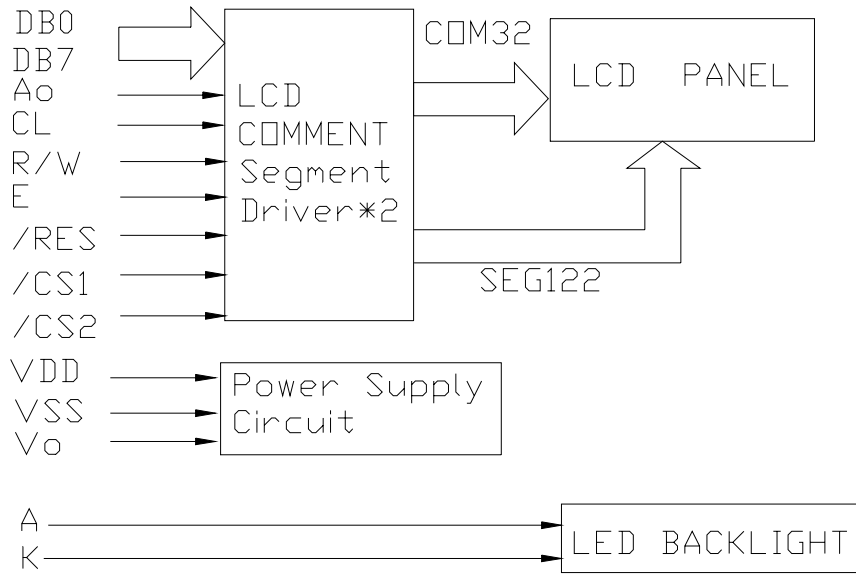 DB0
DB7
Ao
CL
R/W
E
/RES
/CS1
/CS2
LCD
COMMENT
Segment
Driver*2
COM32
LCD PANEL
SEG122
VDD
VSS
Vo
Power Supply
Circuit
A
K
LED BACKLIGHT